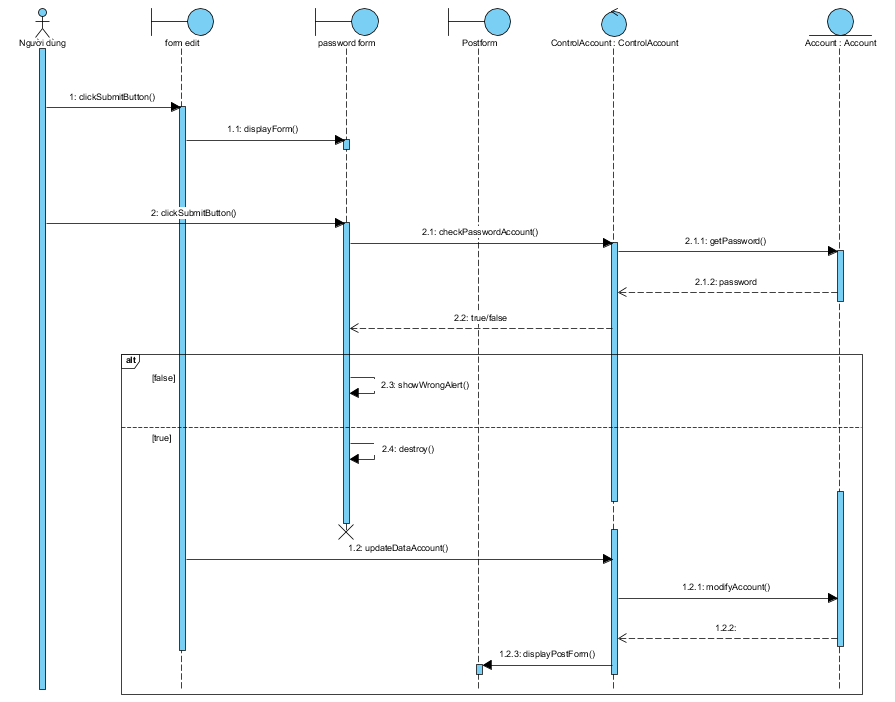 Người dùng
form edit
password form
Postform
ControlAccount : ControlAccount
Account : Account
1: clickSubmitButton()
1.1: displayForm()
2: clickSubmitButton()
2.1: checkPasswordAccount()
2.1.1: getPassword()
2.1.2: password
2.2: true/false
alt
[false]
2.3: showWrongAlert()
[true]
2.4: destroy()
1.2: updateDataAccount()
1.2.1: modifyAccount()
1.2.2:
1.2.3: displayPostForm()